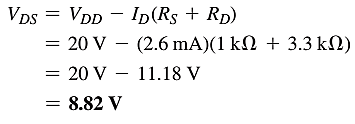 V_DS = V_DD − I_D(R_S + R_D)
= 20 V − (2.6 mA)(1 kΩ + 3.3 kΩ)
= 20 V − 11.18 V
= 8.82 V